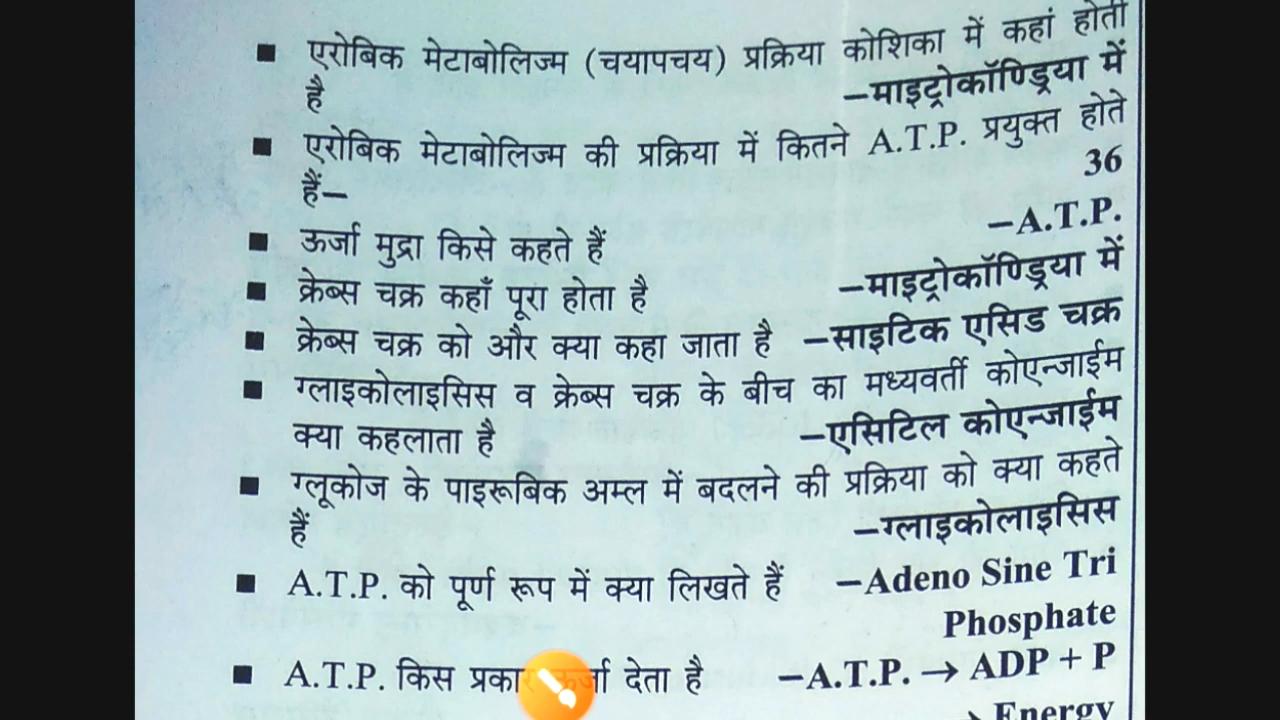 ■ एरोबिक मेटाबोलिज्म (चयापचय) प्रक्रिया कोशिका में कहां होती
है –माइट्रोकॉण्ड्रिया में
■ एरोबिक मेटाबोलिज्म की प्रक्रिया में कितने A.T.P. प्रयुक्त होते
हैं– 36
■ ऊर्जा मुद्रा किसे कहते हैं –A.T.P.
■ क्रेब्स चक्र कहाँ पूरा होता है –माइट्रोकॉण्ड्रिया में
■ क्रेब्स चक्र को और क्या कहा जाता है –साइटिक एसिड चक्र
■ ग्लाइकोलाइसिस व क्रेब्स चक्र के बीच का मध्यवर्ती कोएन्जाईम
क्या कहलाता है –एसिटिल कोएन्जाईम
■ ग्लूकोज के पाइरूबिक अम्ल में बदलने की प्रक्रिया को क्या कहते
हैं –ग्लाइकोलाइसिस
■ A.T.P. को पूर्ण रूप में क्या लिखते हैं –Adeno Sine Tri
Phosphate
■ A.T.P. किस प्रकार ऊर्जा देता है –A.T.P. → ADP + P
→ Energy